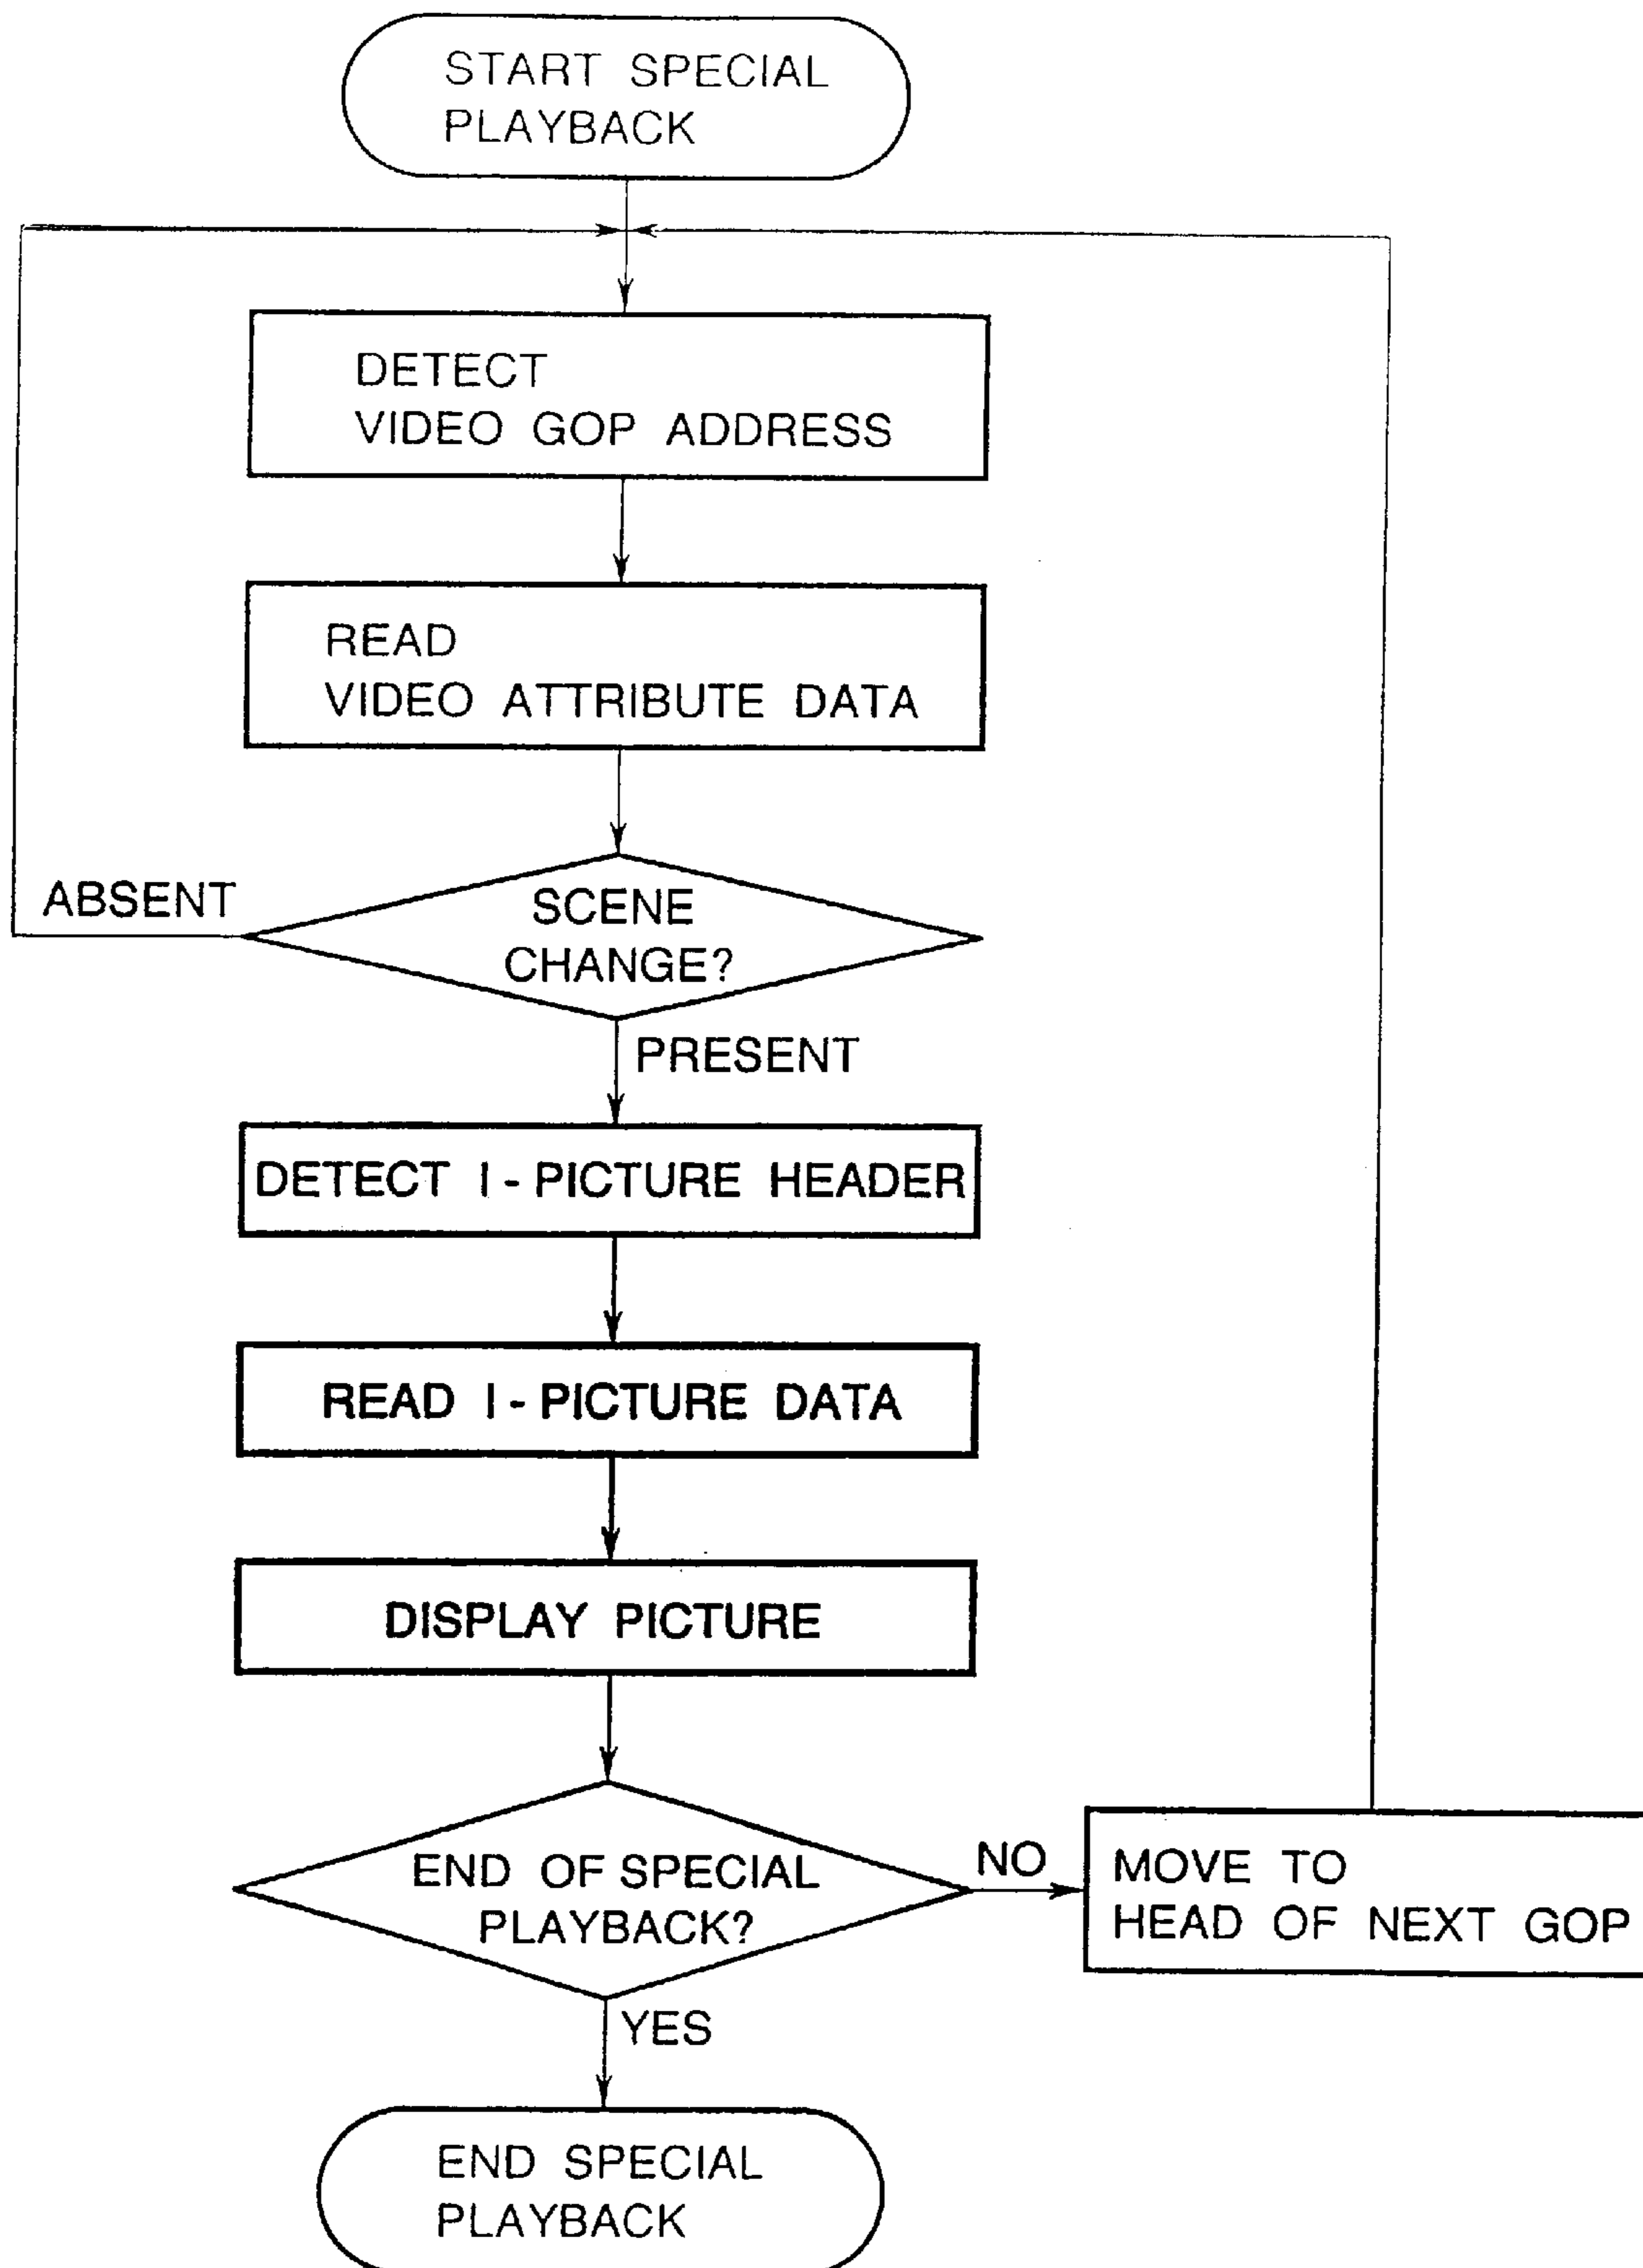 START SPECIAL
PLAYBACK
DETECT
VIDEO GOP ADDRESS
READ
VIDEO ATTRIBUTE DATA
ABSENT
SCENE
CHANGE?
PRESENT
DETECT I - PICTURE HEADER
READ I - PICTURE DATA
DISPLAY PICTURE
END OF SPECIAL
PLAYBACK?
NO
MOVE TO
HEAD OF NEXT GOP
YES
END SPECIAL
PLAYBACK